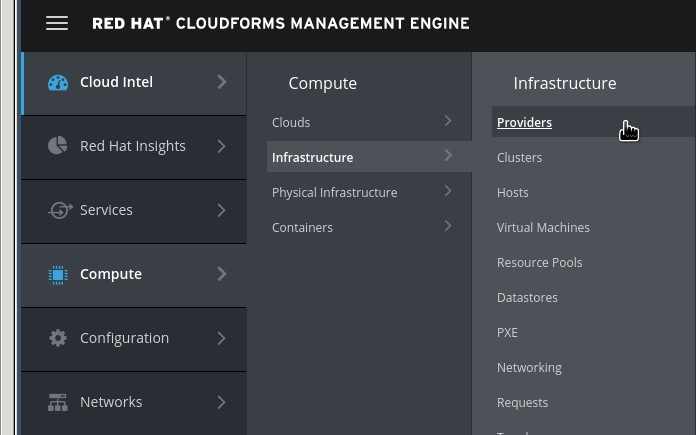 RED HAT® CLOUDFORMS MANAGEMENT ENGINE
Cloud Intel
Red Hat Insights
Services
Compute
Configuration
Networks
Compute
Clouds
Infrastructure
Physical Infrastructure
Containers
Infrastructure
Providers
Clusters
Hosts
Virtual Machines
Resource Pools
Datastores
PXE
Networking
Requests